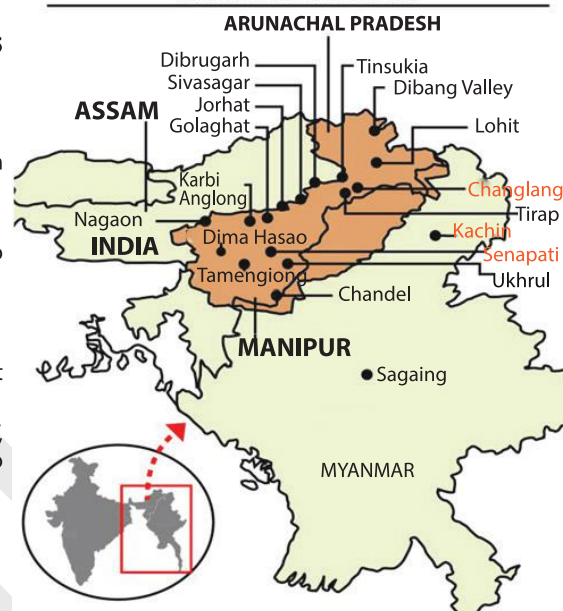 ARUNACHAL PRADESH
Dibrugarh
Tinsukia
Sivasagar
Dibang Valley
Jorhat
ASSAM
Golaghat
Lohit
Karbi
Anglong
Changlang
Nagaon
Tirap
Kachin
Dima Hasao
INDIA
Senapati
Tamengiong
Ukhrul
Chandel
MANIPUR
Sagaing
MYANMAR